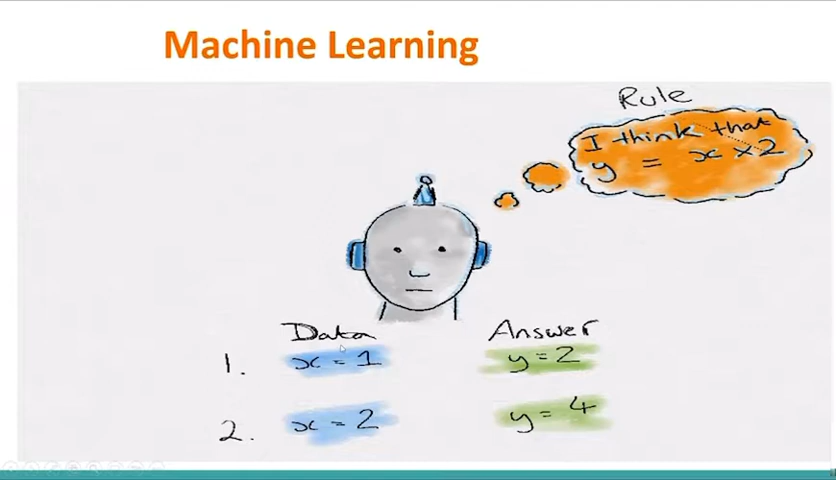 Machine Learning
Rule
I think that
y = x × 2
Data Answer
1. x = 1 y = 2
2. x = 2 y = 4